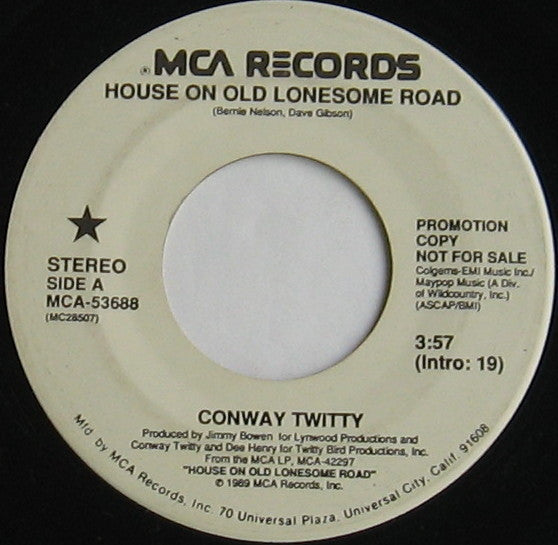 ® MCA RECORDS
HOUSE ON OLD LONESOME ROAD
(Bernie Nelson, Dave Gibson)
★
STEREO
SIDE A
MCA-53688
(MC28507)
PROMOTION
COPY
NOT FOR SALE
Colgems-EMI Music Inc./
Maypop Music (A Div.
of Wildcountry, Inc.)
(ASCAP/BMI)
3:57
(Intro: 19)
CONWAY TWITTY
Produced by Jimmy Bowen for Lynwood Productions and
Conway Twitty and Dee Henry for Twitty Bird Productions, Inc.
From the MCA LP, MCA-42297
"HOUSE ON OLD LONESOME ROAD"
© 1989 MCA Records, Inc.
Mfd by MCA Records, Inc. 70 Universal Plaza, Universal City, Calif. 91608